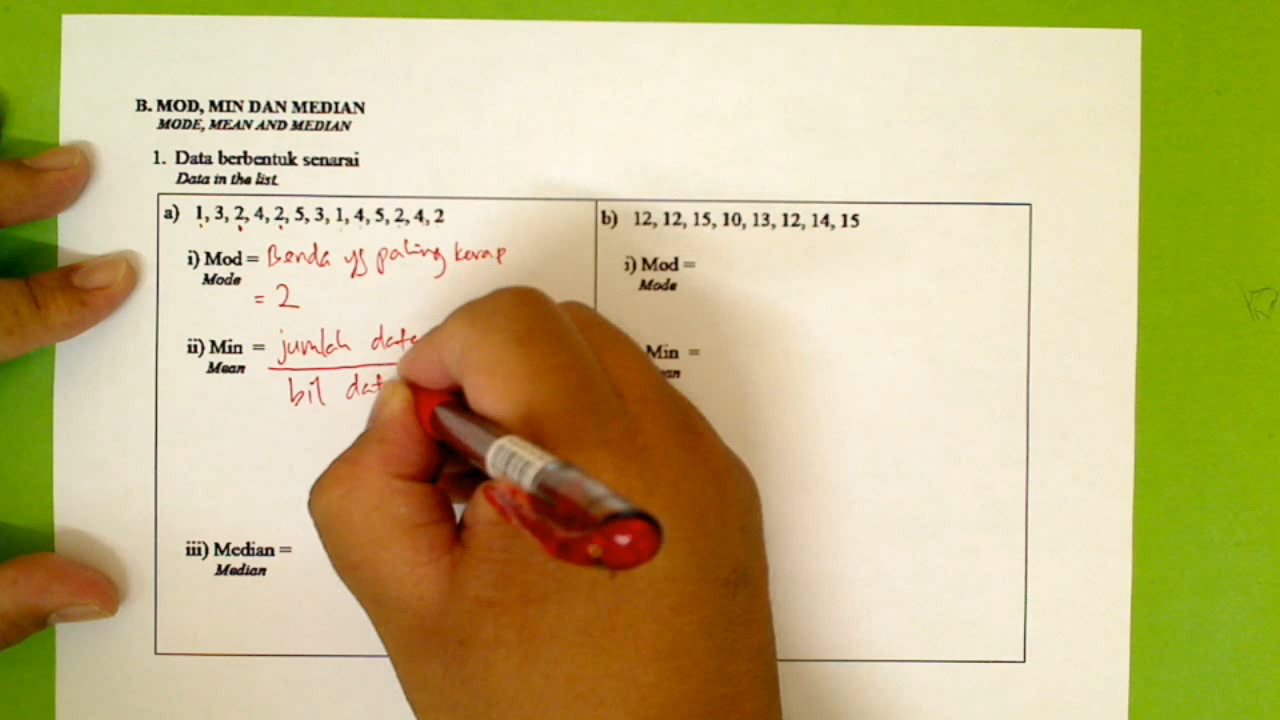 B. MOD, MIN DAN MEDIAN
MODE, MEAN AND MEDIAN
1. Data berbentuk senarai
Data in the list
a) 1, 3, 2, 4, 2, 5, 3, 1, 4, 5, 2, 4, 2
i) Mod = Benda yg paling kerap
Mode
= 2
ii) Min = jumlah data
Mean
bil dat
iii) Median =
Median
b) 12, 12, 15, 10, 13, 12, 14, 15
i) Mod =
Mode
Min =